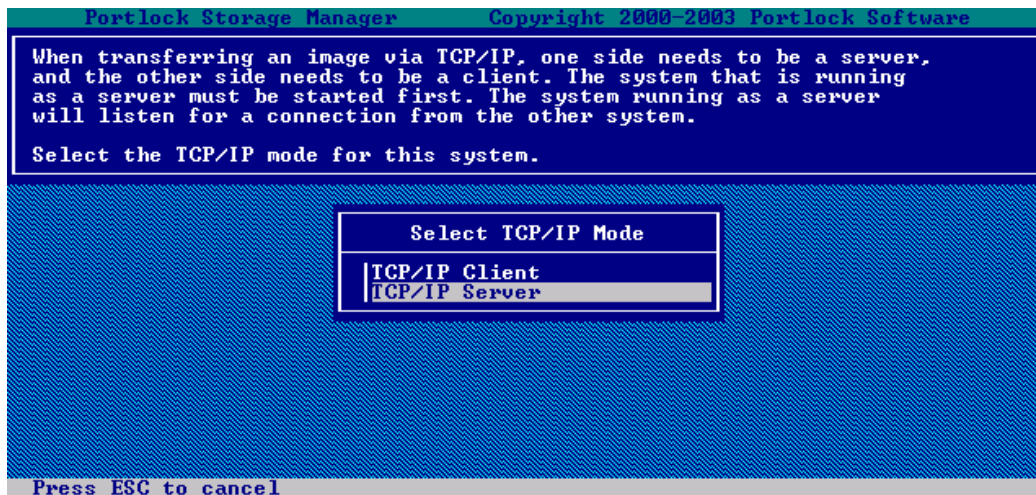 Portlock Storage Manager Copyright 2000-2003 Portlock Software
When transferring an image via TCP/IP, one side needs to be a server,
and the other side needs to be a client. The system that is running
as a server must be started first. The system running as a server
will listen for a connection from the other system.
Select the TCP/IP mode for this system.
Select TCP/IP Mode
TCP/IP Client
TCP/IP Server
Press ESC to cancel